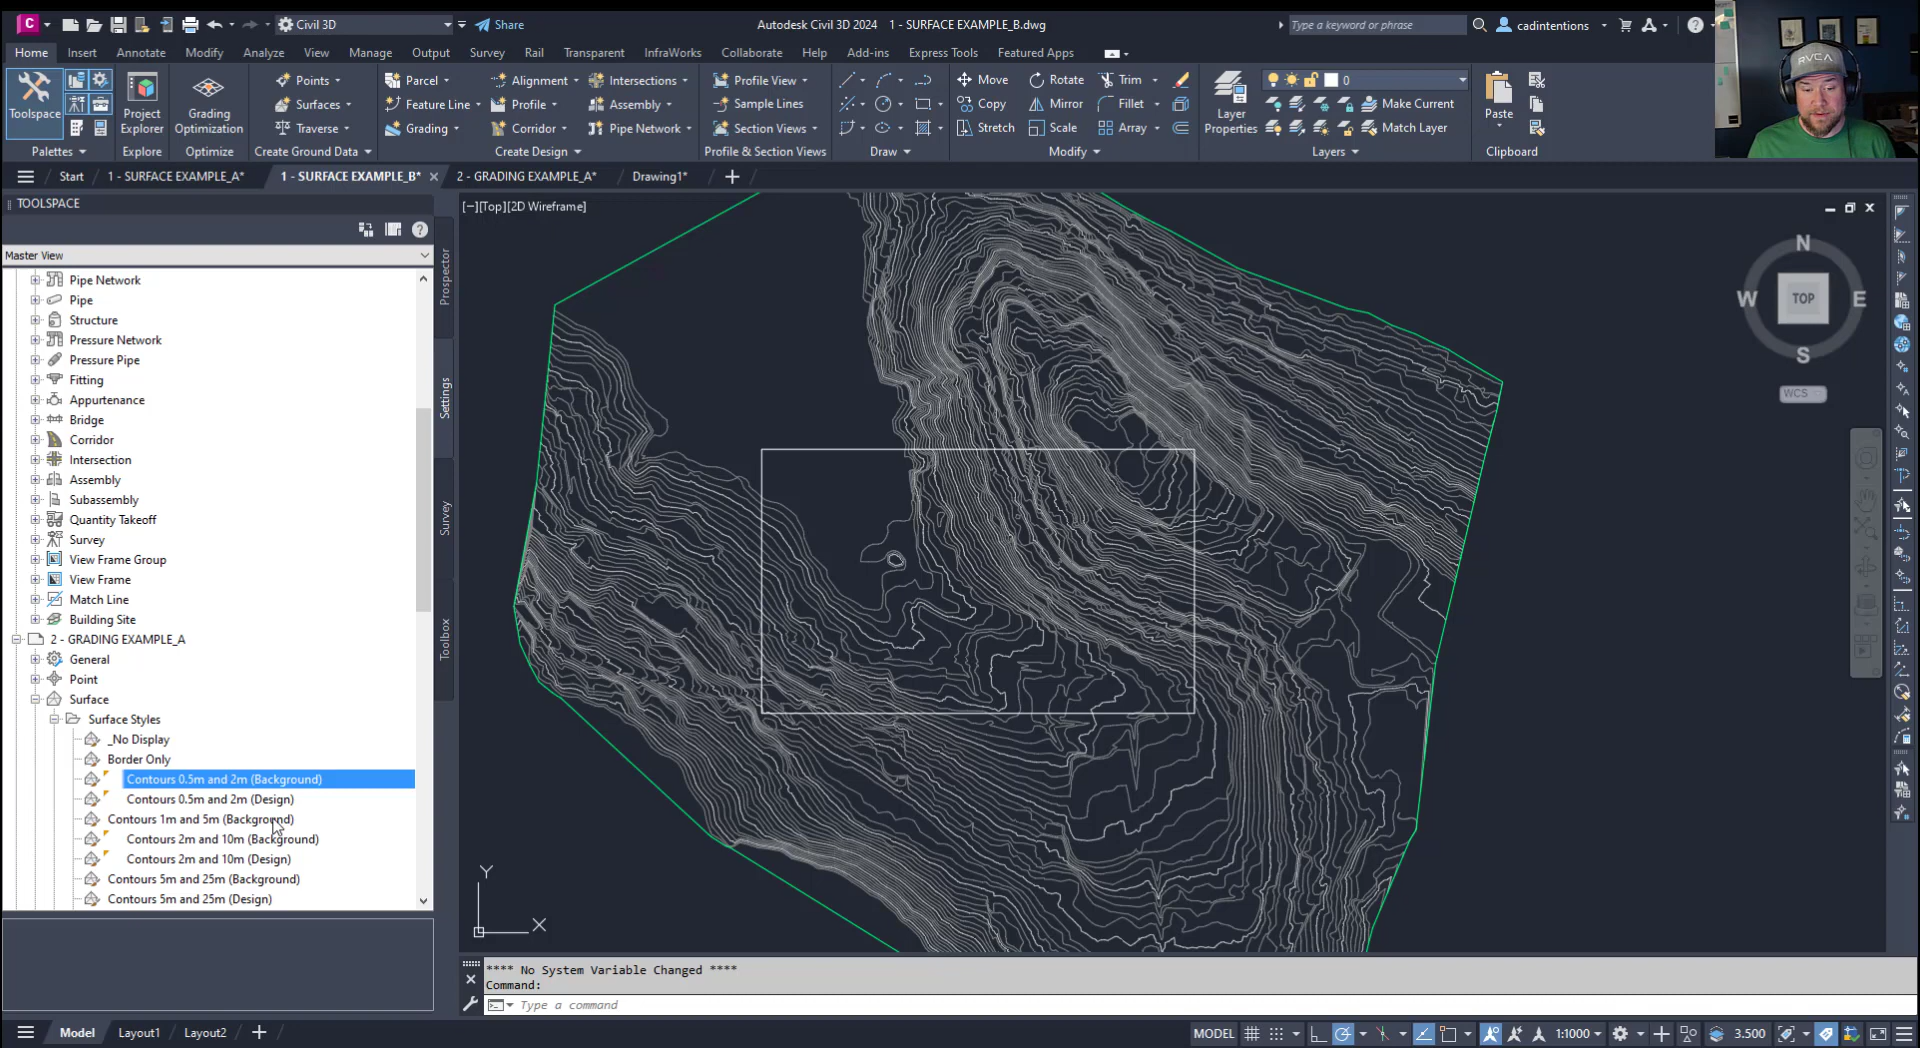 Civil 3D
Share
Autodesk Civil 3D 2024 1 - SURFACE EXAMPLE_B.dwg
Type a keyword or phrase
cadintentions
Home Insert Annotate Modify Analyze View Manage Output Survey Rail Transparent InfraWorks Collaborate Help Add-ins Express Tools Featured Apps
RVCA
Points Parcel Alignment Intersections Profile View Move Rotate Trim 0
Toolspace Project Explorer Grading Optimization Surfaces Feature Line Profile Assembly Sample Lines Copy Mirror Fillet Layer Properties Make Current Paste
Traverse Grading Corridor Pipe Network Section Views Stretch Scale Array Match Layer
Palettes Explore Optimize Create Ground Data Create Design Profile & Section Views Draw Modify Layers Clipboard
Start 1 - SURFACE EXAMPLE_A* 1 - SURFACE EXAMPLE_B* 2 - GRADING EXAMPLE_A* Drawing1*
TOOLSPACE
Master View
Prospector
Settings
Survey
Toolbox
Pipe Network
Pipe
Structure
Pressure Network
Pressure Pipe
Fitting
Appurtenance
Bridge
Corridor
Intersection
Assembly
Subassembly
Quantity Takeoff
Survey
View Frame Group
View Frame
Match Line
Building Site
2 - GRADING EXAMPLE_A
General
Point
Surface
Surface Styles
_No Display
Border Only
Contours 0.5m and 2m (Background)
Contours 0.5m and 2m (Design)
Contours 1m and 5m (Background)
Contours 2m and 10m (Background)
Contours 2m and 10m (Design)
Contours 5m and 25m (Background)
Contours 5m and 25m (Design)
[−][Top][2D Wireframe]
N
W TOP E
S
WCS
Y
X
**** No System Variable Changed ****
Command:
Type a command
Model Layout1 Layout2
MODEL 1:1000 3.500